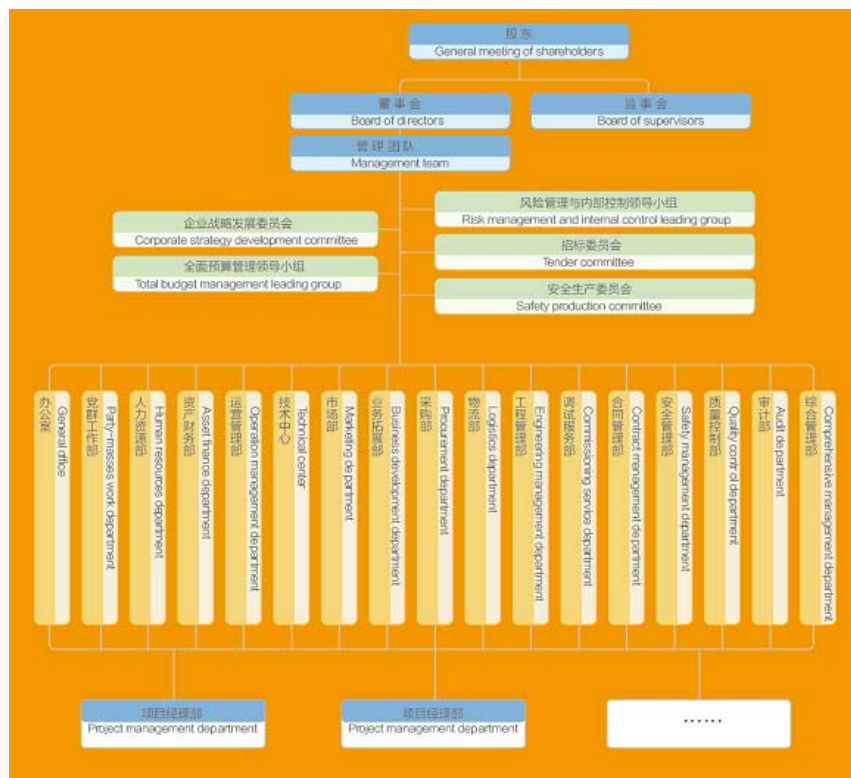 股东
General meeting of shareholders
董事会
Board of directors
监事会
Board of supervisors
管理团队
Management team
企业战略发展委员会
Corporate strategy development committee
全面预算管理领导小组
Total budget management leading group
风险管理与内部控制领导小组
Risk management and internal control leading group
招标委员会
Tender committee
安全生产委员会
Safety production committee
办公室
General office
党群工作部
Party-masses work department
人力资源部
Human resources department
资汇财务部
Asset finance department
运营管理部
Operation management department
技术中心
Technical center
市场部
Marketing department
业务拓展部
Business development department
采购部
Procurement department
物流部
Logistics department
工程管理部
Engineering management department
调试服务部
Commissioning service department
合同管理部
Contract management department
安全管理部
Safety management department
质量控制部
Quality control department
审计部
Audit department
综合管理部
Comprehensive management department
项目经理部
Project management department
项目经理部
Project management department
······